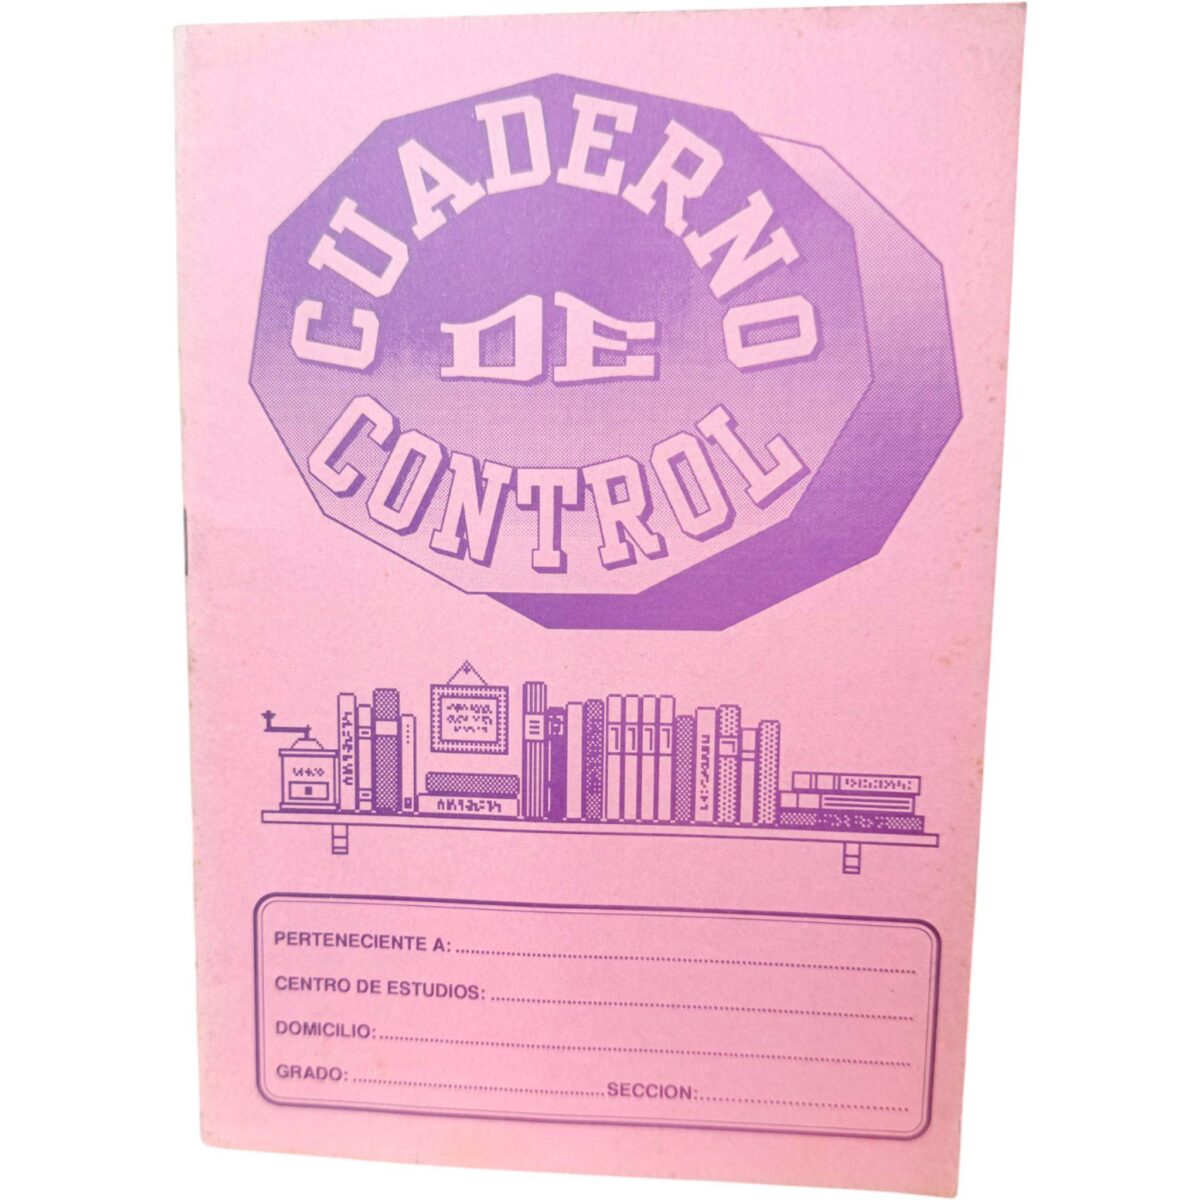 CUADERNO
DE
CONTROL
PERTENECIENTE A:
CENTRO DE ESTUDIOS:
DOMICILIO:
GRADO: SECCION: